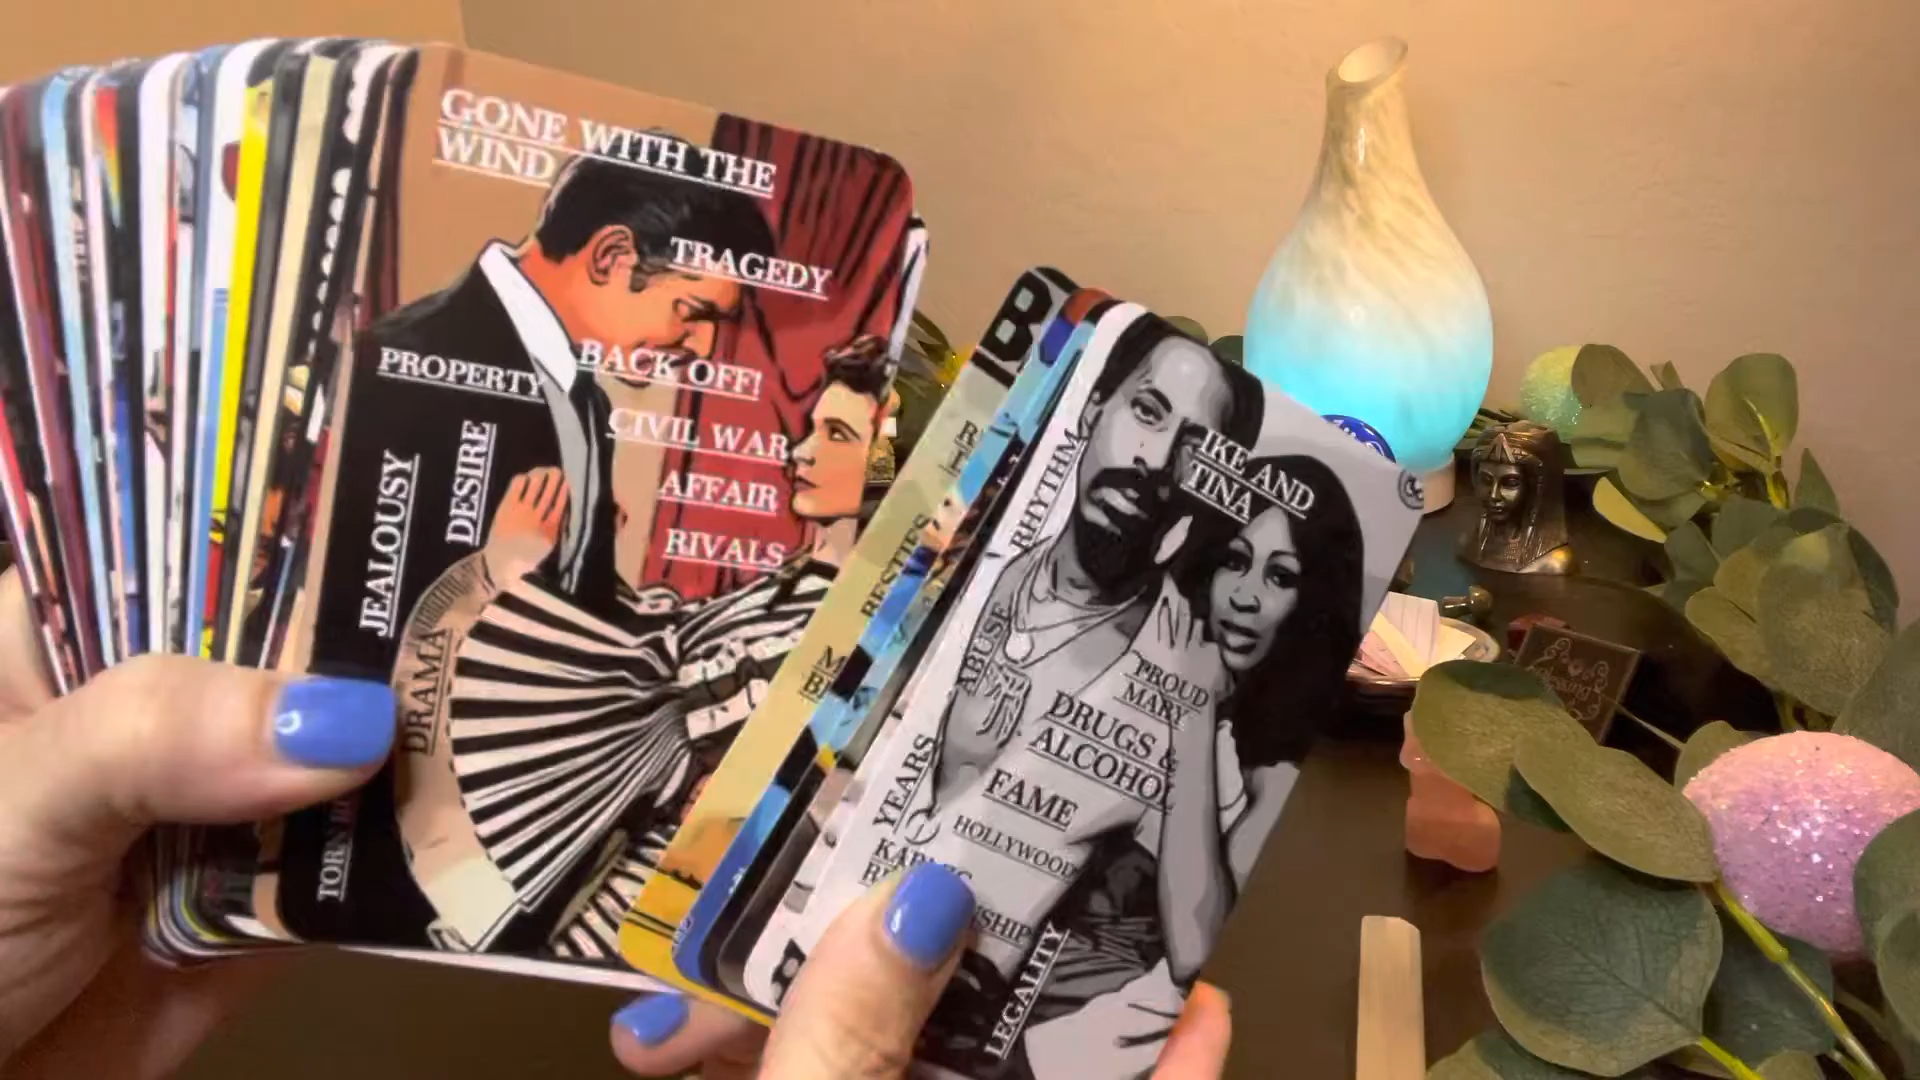 GONE WITH THE
WIND
TRAGEDY
PROPERTY
BACK OFF!
CIVIL WAR
AFFAIR
RIVALS
DESIRE
JEALOUSY
DRAMA
BESTIES
IKE AND
TINA
RHYTHM
ABUSE
PROUD
MARY
DRUGS &
ALCOHOL
FAME
YEARS
HOLLYWOOD
LEGALITY